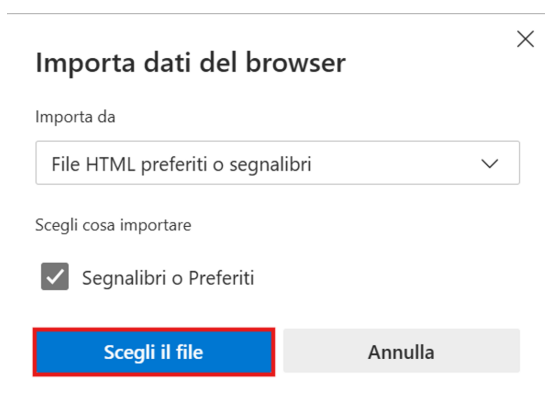 Importa dati del browser
Importa da
File HTML preferiti o segnalibri
Scegli cosa importare
Segnalibri o Preferiti
Scegli il file
Annulla